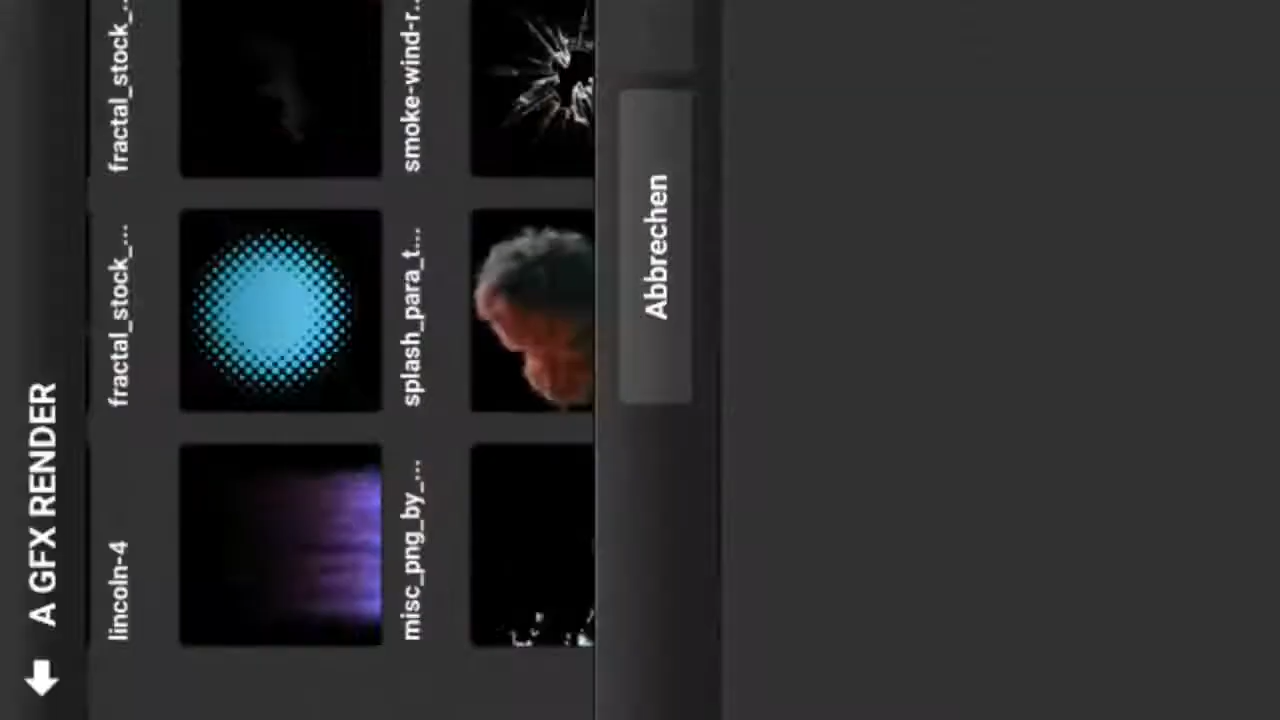 A GFX RENDER
lincoln-4
fractal_stock_...
fractal_stock_...
misc_png_by_...
splash_para_t...
smoke-wind-r...
Abbrechen